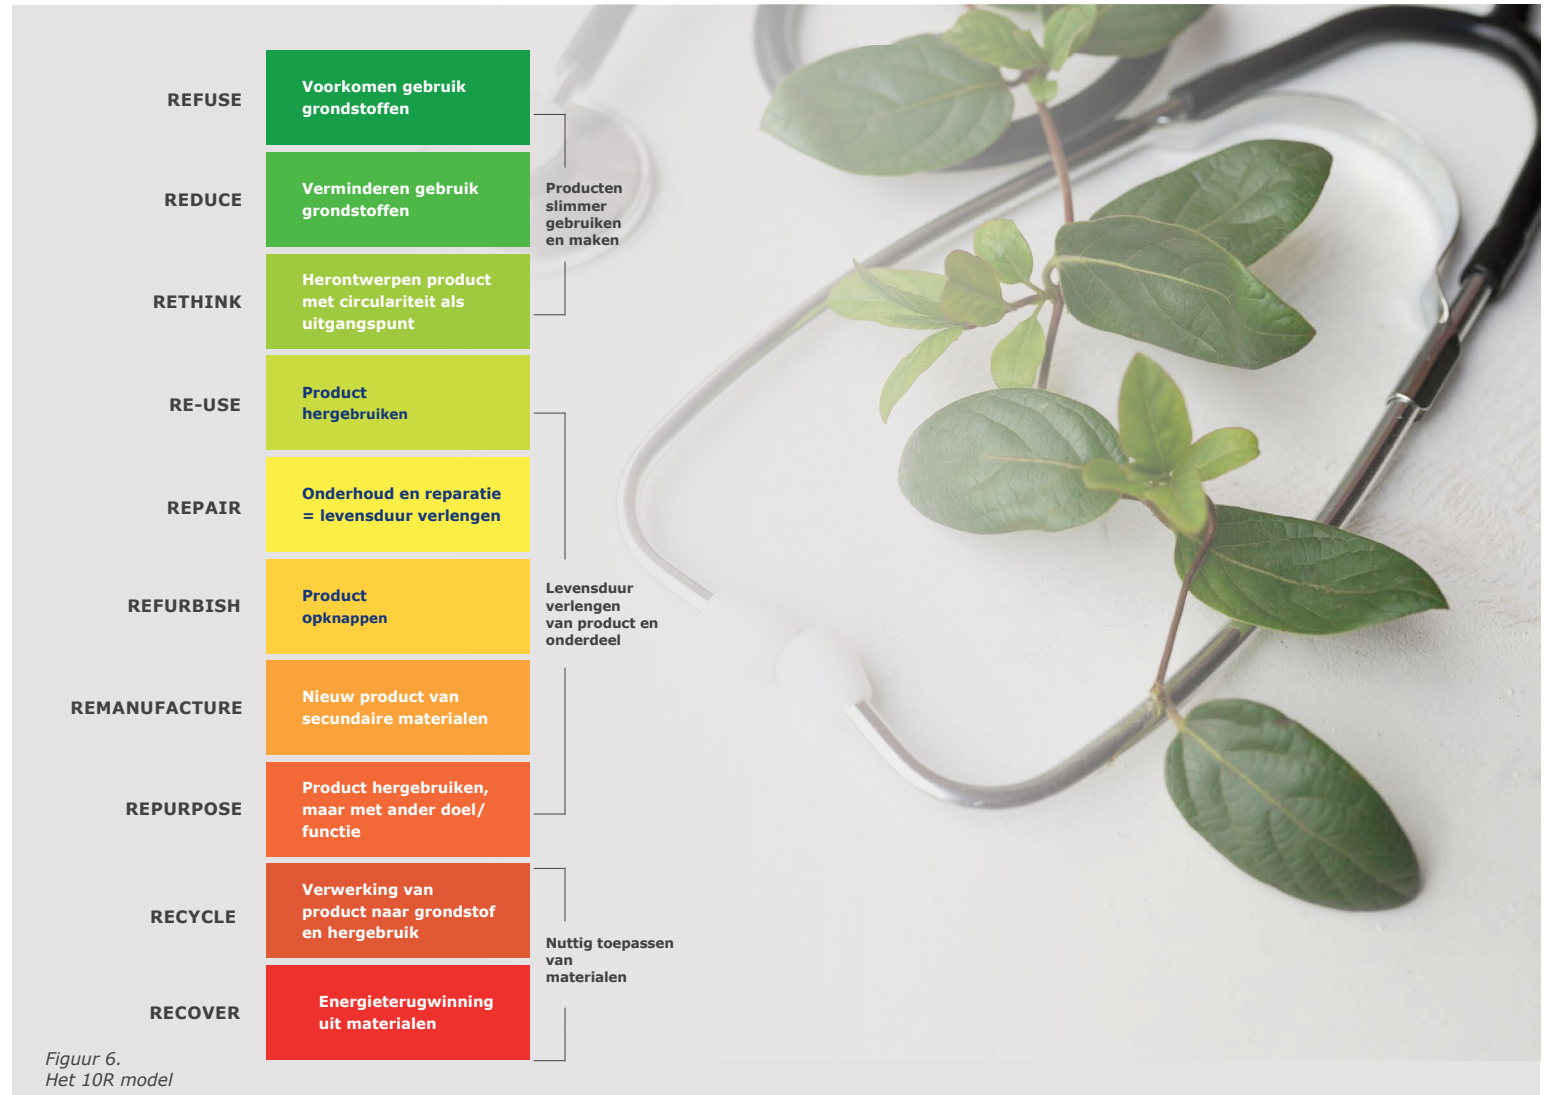 REFUSE
Voorkomen gebruik
grondstoffen
REDUCE
Verminderen gebruik
grondstoffen
RETHINK
Herontwerpen product
met circulariteit als
uitgangspunt
Producten
slimmer
gebruiken
en maken
RE-USE
Product
hergebruiken
REPAIR
Onderhoud en reparatie
= levensduur verlengen
REFURBISH
Product
opknappen
REMANUFACTURE
Nieuw product van
secundaire materialen
REPURPOSE
Product hergebruiken,
maar met ander doel/
functie
Levensduur
verlengen
van product en
onderdeel
RECYCLE
Verwerking van
product naar grondstof
en hergebruik
RECOVER
Energieterugwinning
uit materialen
Nuttig toepassen
van
materialen
Figuur 6.
Het 10R model